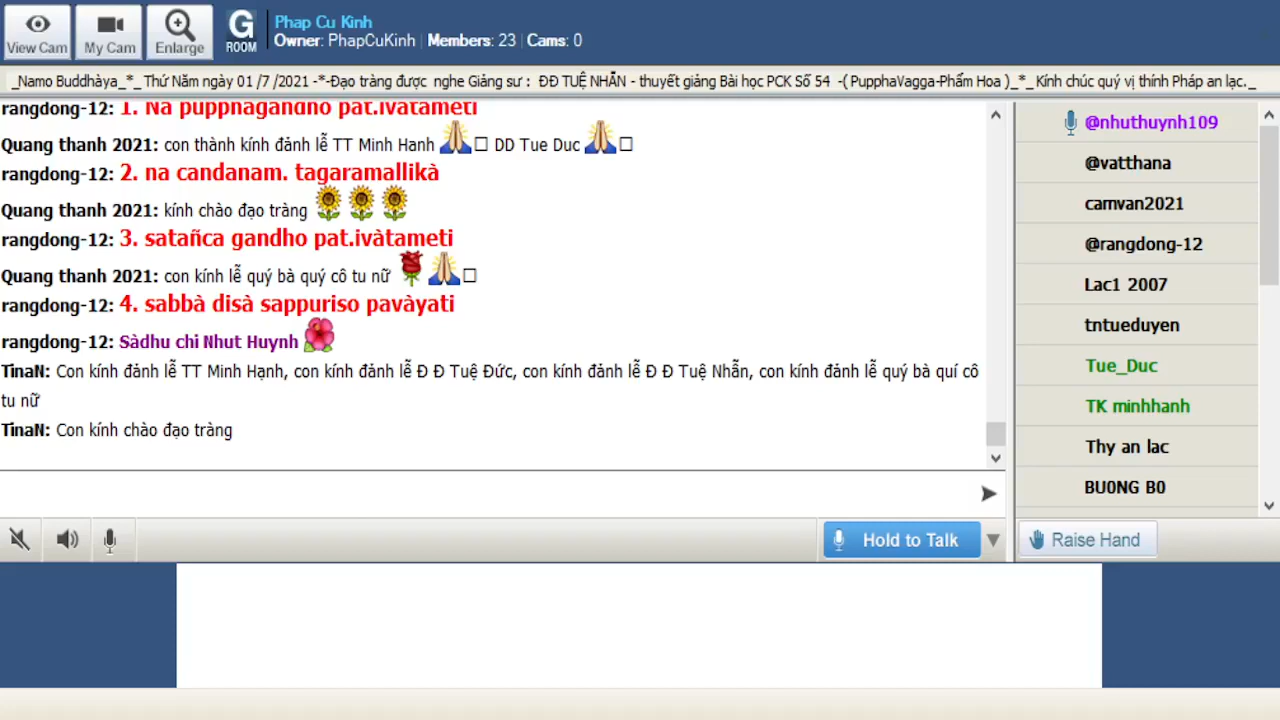 View Cam
My Cam
Enlarge
G
ROOM
Phap Cu Kinh
Owner: PhapCuKinh Members: 23 Cams: 0
_Namo Buddhàya_*_ Thứ Năm ngày 01 /7 /2021 -*-Đạo tràng được nghe Giảng sư : ĐĐ TUỆ NHẪN - thuyết giảng Bài học PCK Số 54 -( PupphaVagga-Phẩm Hoa )_*_ Kính chúc quý vị thính Pháp an lạc._
rangdong-12: 1. Na pupphagandho pat.ivàtameti
Quang thanh 2021: con thành kính đảnh lễ TT Minh Hanh DD Tue Duc
rangdong-12: 2. na candanam. tagaramallikà
Quang thanh 2021: kính chào đạo tràng
rangdong-12: 3. satañca gandho pat.ivàtameti
Quang thanh 2021: con kính lễ quý bà quý cô tu nữ
rangdong-12: 4. sabbà disà sappuriso pavàyati
rangdong-12: Sàdhu chi Nhut Huynh
TinaN: Con kính đảnh lễ TT Minh Hạnh, con kính đảnh lễ Đ Đ Tuệ Đức, con kính đảnh lễ Đ Đ Tuệ Nhẫn, con kính đảnh lễ quý bà quí cô
tu nữ
TinaN: Con kính chào đạo tràng
@nhuthuynh109
@vatthana
camvan2021
@rangdong-12
Lac1 2007
tntueduyen
Tue_Duc
TK minhhanh
Thy an lac
BU0NG B0
Hold to Talk
Raise Hand